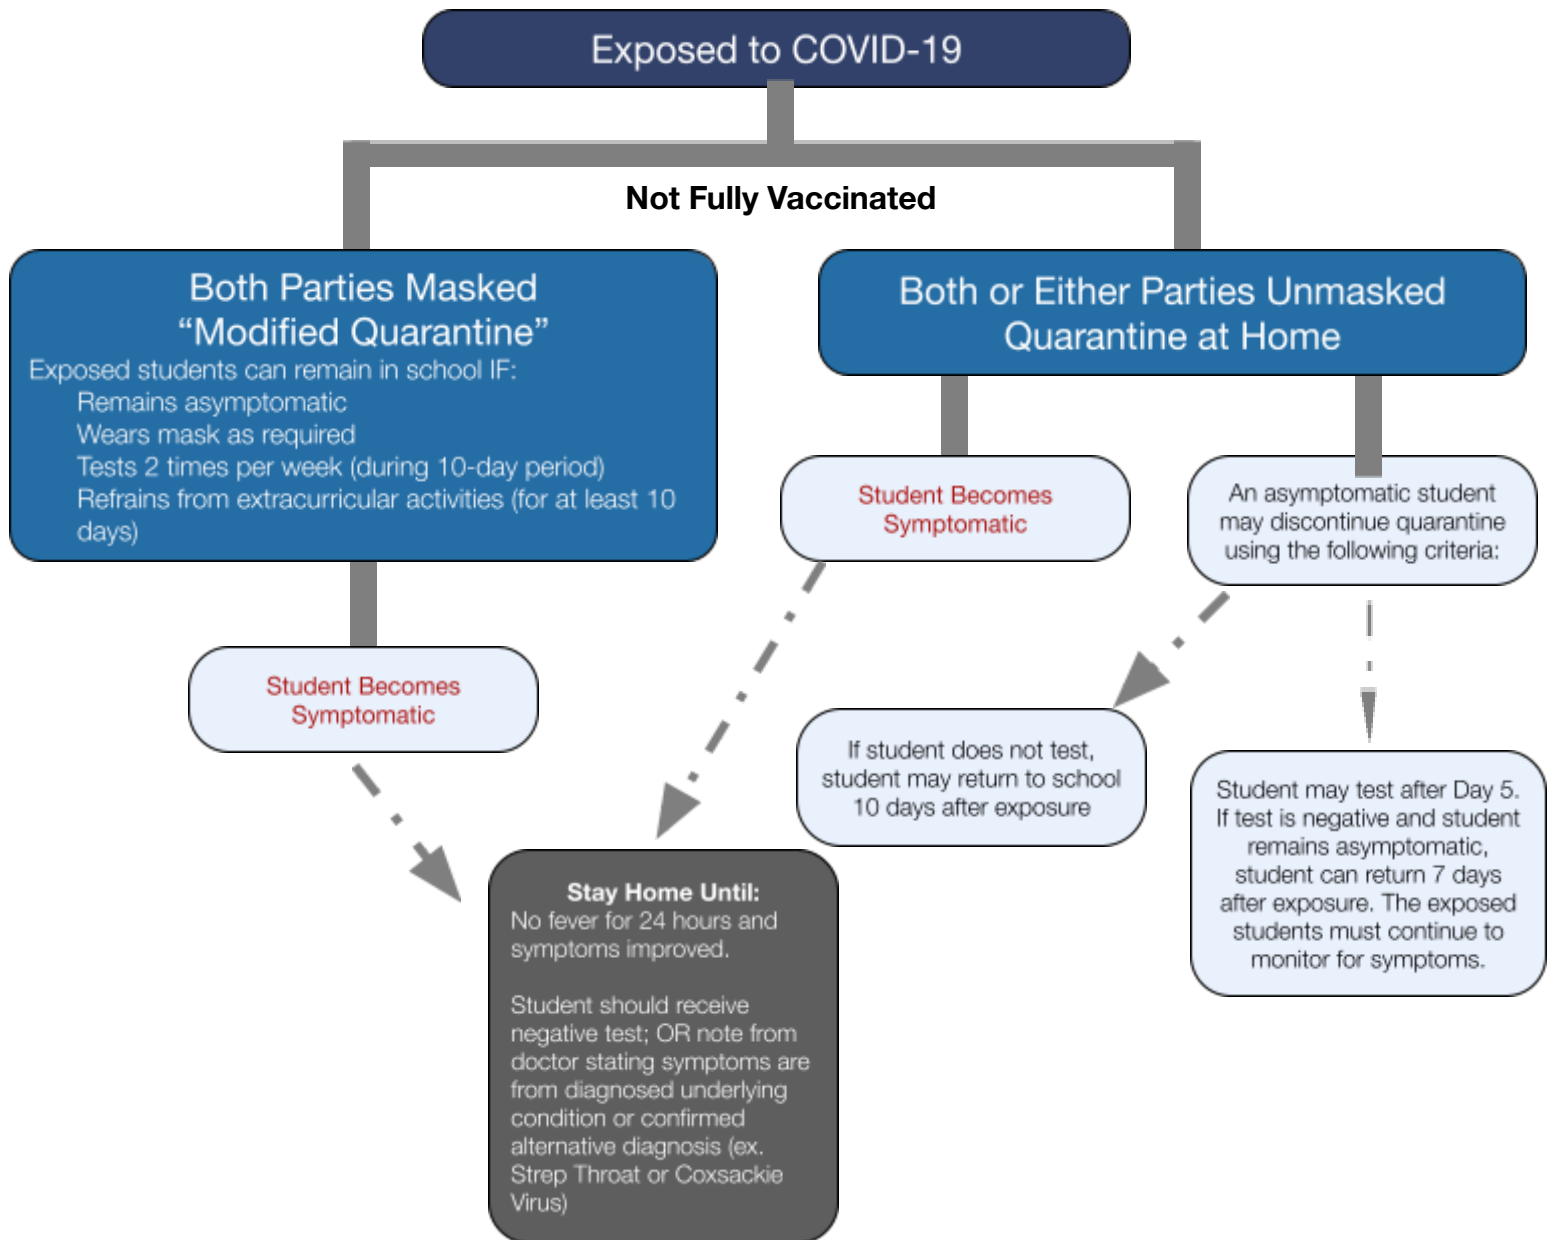 Exposed to COVID-19
Not Fully Vaccinated
Both Parties Masked
“Modified Quarantine”
Exposed students can remain in school IF:
Remains asymptomatic
Wears mask as required
Tests 2 times per week (during 10-day period)
Refrains from extracurricular activities (for at least 10
days)
Both or Either Parties Unmasked
Quarantine at Home
Student Becomes
Symptomatic
An asymptomatic student
may discontinue quarantine
using the following criteria:
Student Becomes
Symptomatic
If student does not test,
student may return to school
10 days after exposure
Student may test after Day 5.
If test is negative and student
remains asymptomatic,
student can return 7 days
after exposure. The exposed
students must continue to
monitor for symptoms.
Stay Home Until:
No fever for 24 hours and
symptoms improved.
Student should receive
negative test; OR note from
doctor stating symptoms are
from diagnosed underlying
condition or confirmed
alternative diagnosis (ex.
Strep Throat or Coxsackie
Virus)